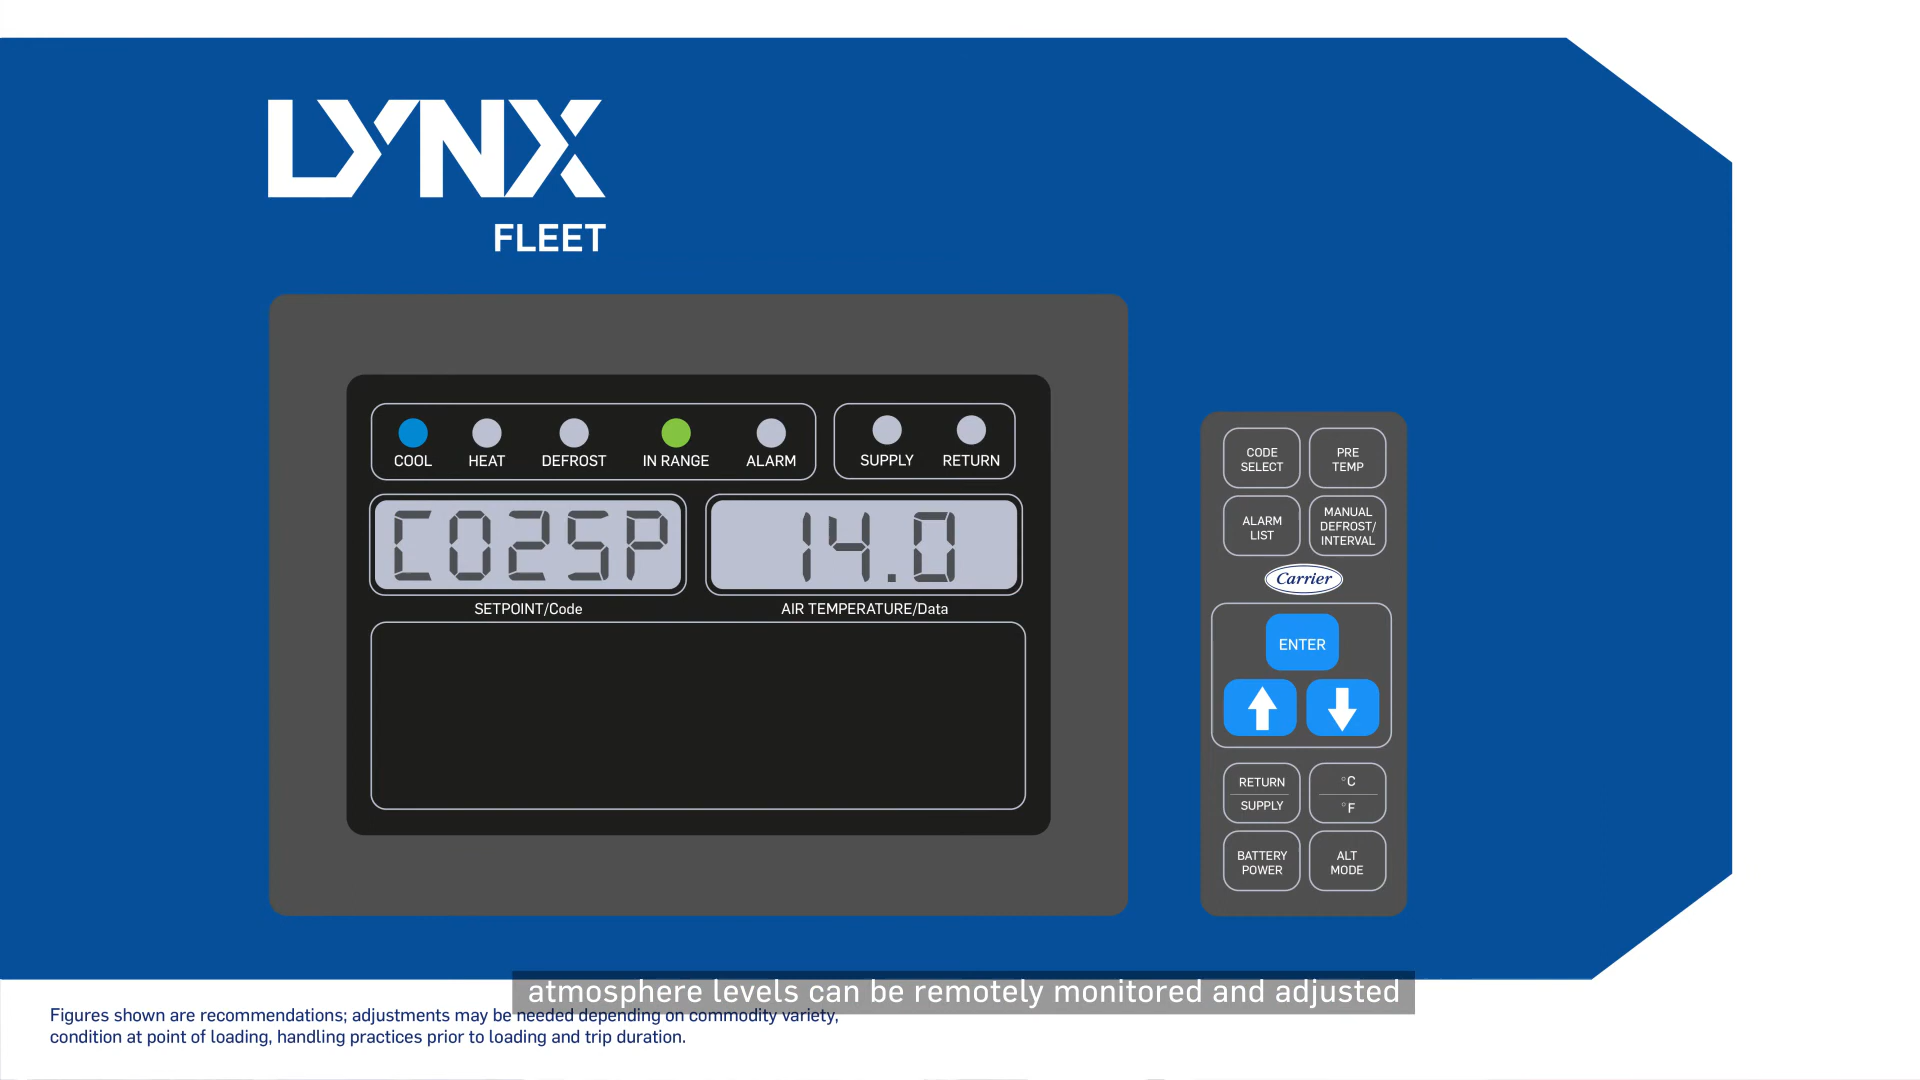 LYNX
FLEET
COOL HEAT DEFROST IN RANGE ALARM SUPPLY RETURN
CO2SP 14.0
SETPOINT/Code AIR TEMPERATURE/Data
CODE
SELECT
PRE
TEMP
ALARM
LIST
MANUAL
DEFROST/
INTERVAL
Carrier
ENTER
RETURN
SUPPLY
°C
°F
BATTERY
POWER
ALT
MODE
atmosphere levels can be remotely monitored and adjusted
Figures shown are recommendations; adjustments may be needed depending on commodity variety,
condition at point of loading, handling practices prior to loading and trip duration.